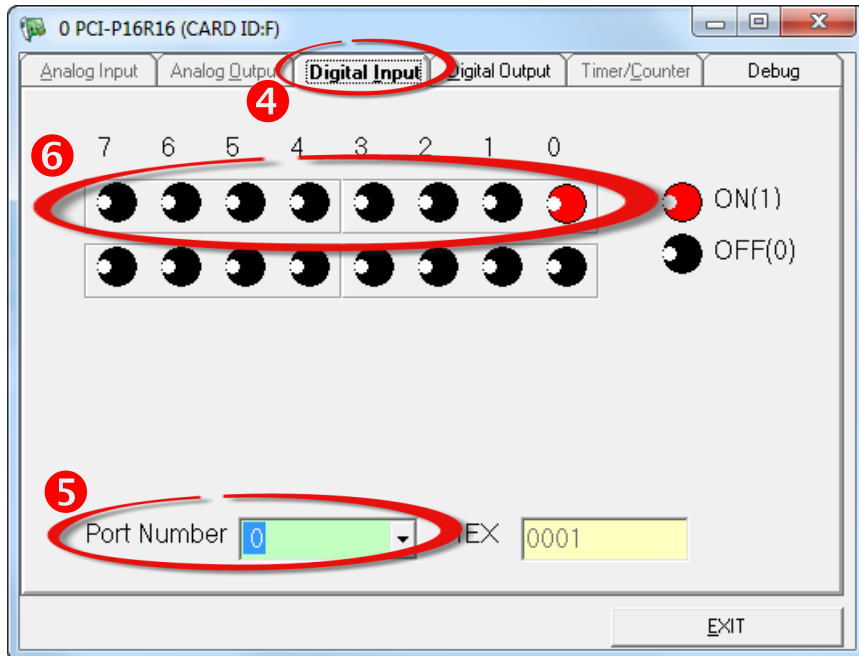 0 PCI-P16R16 (CARD ID:F)
Analog Input Analog Output Digital Input Digital Output Timer/Counter Debug
4
6
7 6 5 4 3 2 1 0
ON(1)
OFF(0)
5
Port Number 0 HEX 0001
EXIT